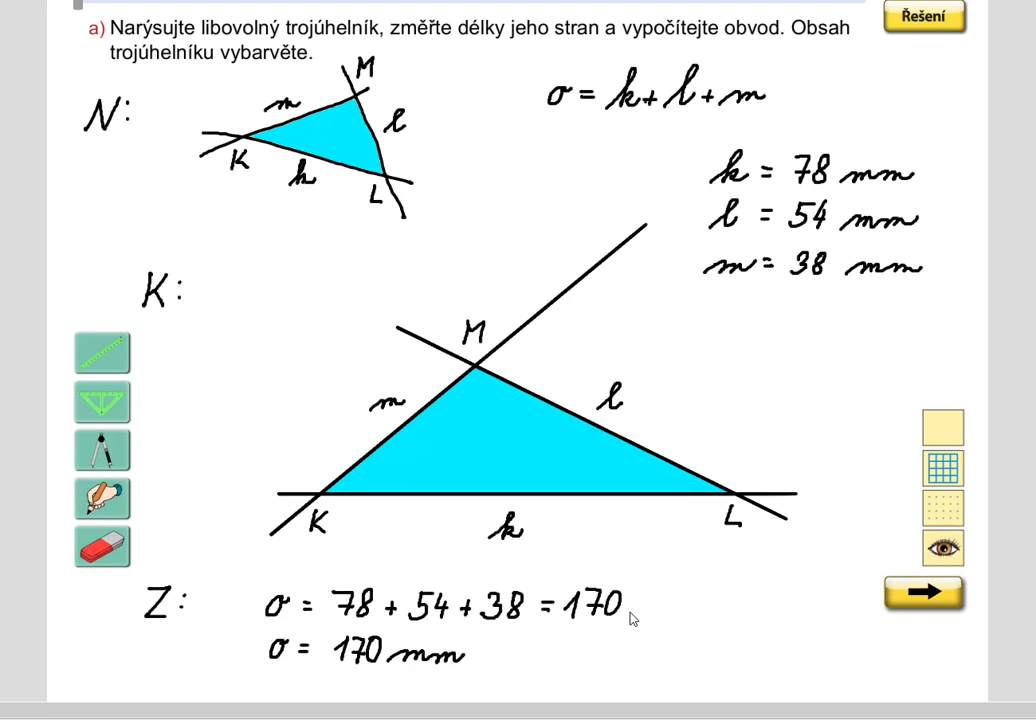 a) Narýsujte libovolný trojúhelník, změřte délky jeho stran a vypočítejte obvod. Obsah
trojúhelníku vybarvěte.
Řešení
N:
M
m
l
K
k
L
o = k + l + m
k = 78 mm
l = 54 mm
m = 38 mm
K:
M
m
l
K
k
L
Z:
o = 78 + 54 + 38 = 170
o = 170 mm